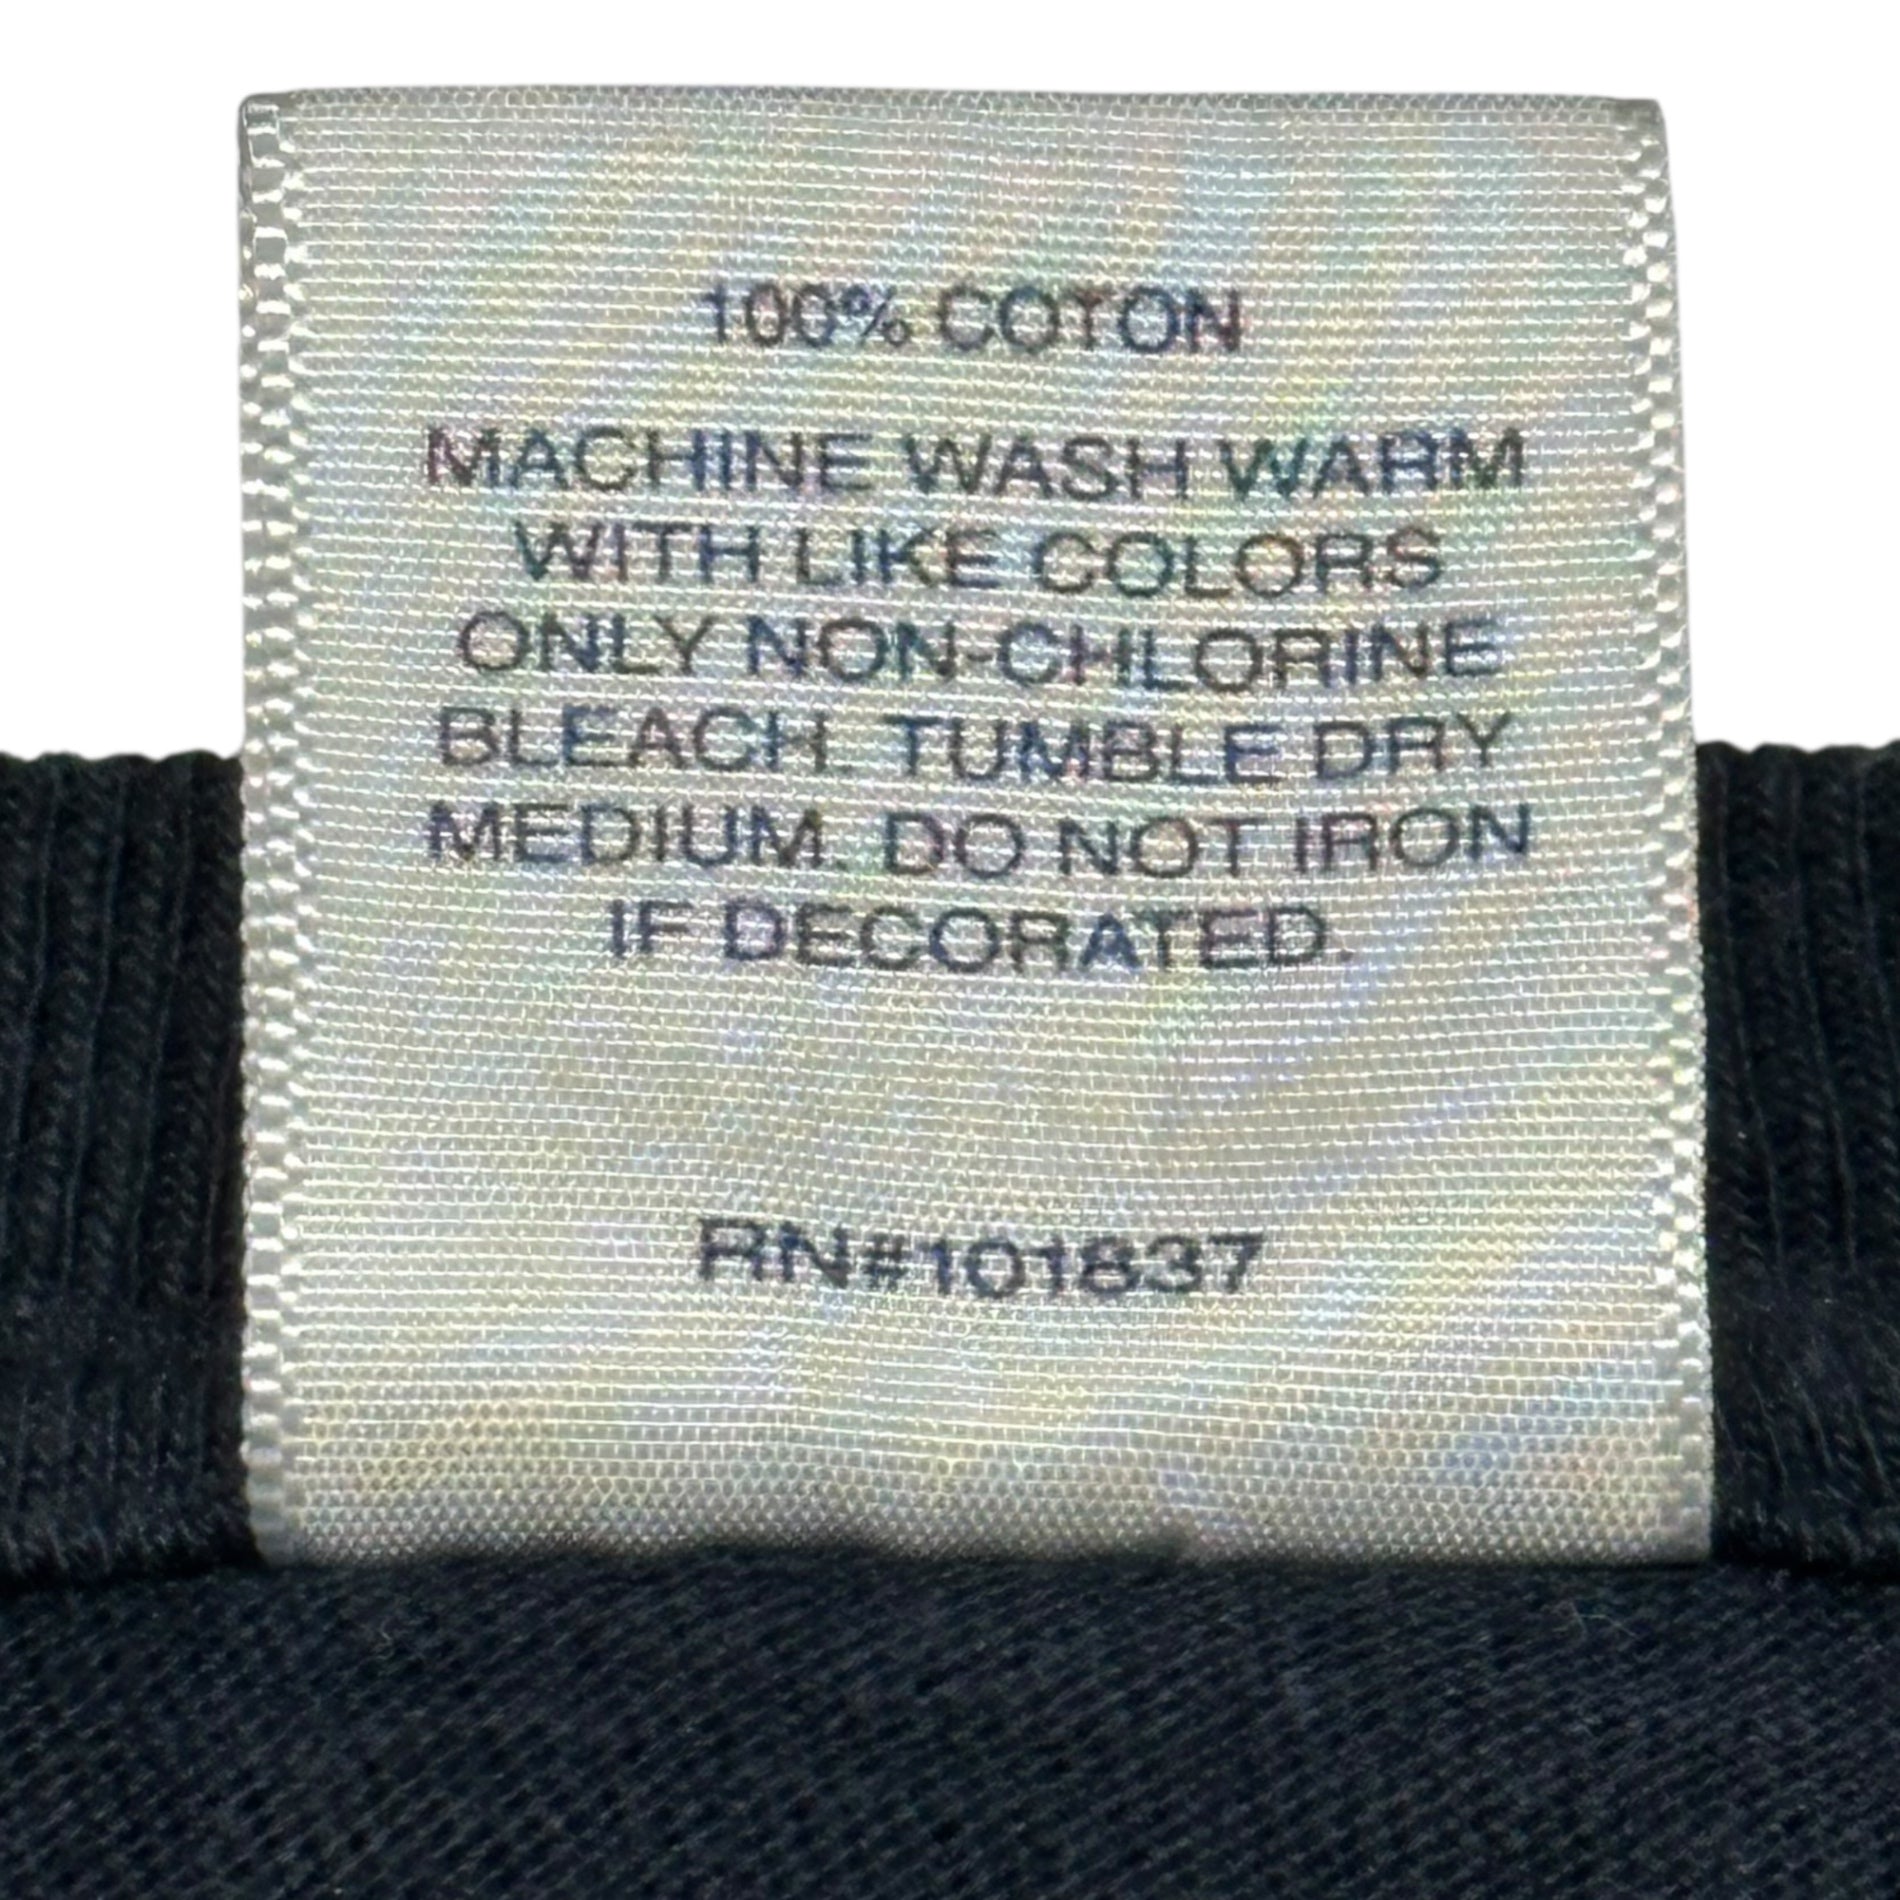 100% COTON
MACHINE WASH WARM
WITH LIKE COLORS
ONLY NON-CHLORINE
BLEACH. TUMBLE DRY
MEDIUM. DO NOT IRON
IF DECORATED.
RN#101837